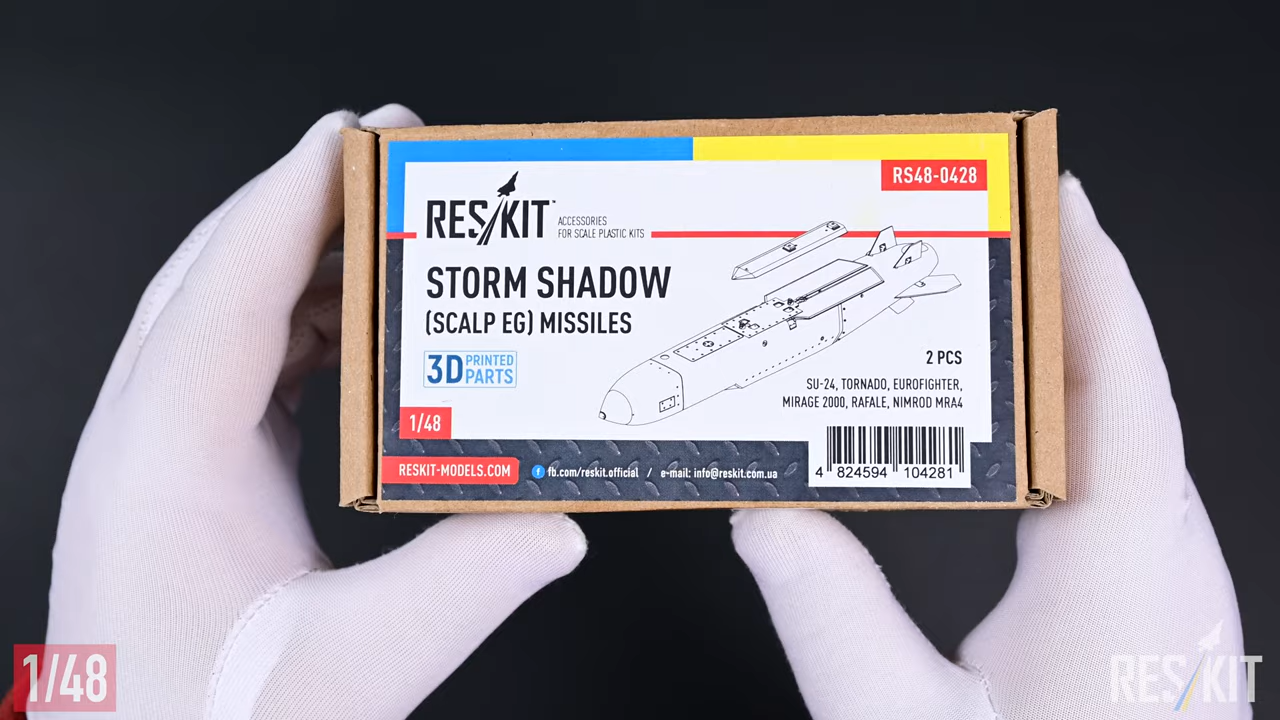 RS48-0428
RES/KIT™
ACCESSORIES
FOR SCALE PLASTIC KITS
STORM SHADOW
(SCALP EG) MISSILES
3D PRINTED PARTS
2 PCS
SU-24, TORNADO, EUROFIGHTER,
MIRAGE 2000, RAFALE, NIMROD MRA4
1/48
RESKIT-MODELS.COM
fb.com/reskit.official / e-mail: info@reskit.com.ua
4 824594 104281
1/48
RES/KIT